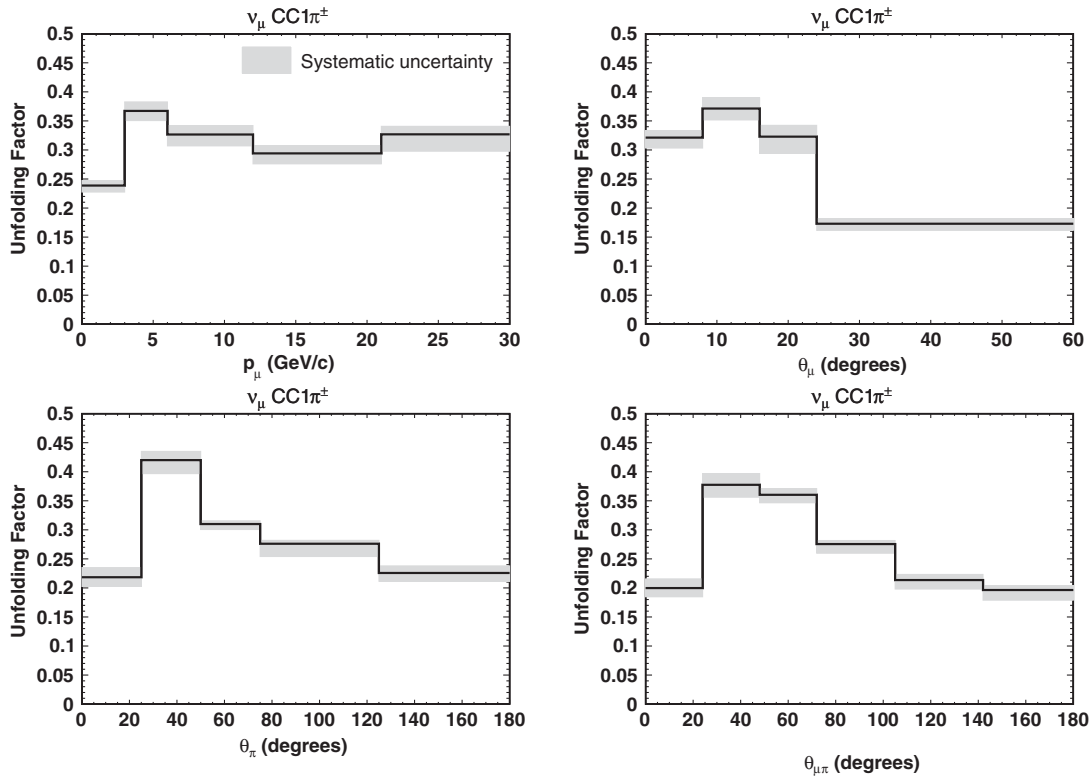 ν_μ CC1π±
0.5
0.45
0.4
0.35
0.3
0.25
0.2
0.15
0.1
0.05
0
Unfolding Factor
Systematic uncertainty
0 5 10 15 20 25 30
p_μ (GeV/c)
ν_μ CC1π±
0.5
0.45
0.4
0.35
0.3
0.25
0.2
0.15
0.1
0.05
0
Unfolding Factor
0 10 20 30 40 50 60
θ_μ (degrees)
ν_μ CC1π±
0.5
0.45
0.4
0.35
0.3
0.25
0.2
0.15
0.1
0.05
0
Unfolding Factor
0 20 40 60 80 100 120 140 160 180
θ_π (degrees)
ν_μ CC1π±
0.5
0.45
0.4
0.35
0.3
0.25
0.2
0.15
0.1
0.05
0
Unfolding Factor
0 20 40 60 80 100 120 140 160 180
θ_μπ (degrees)